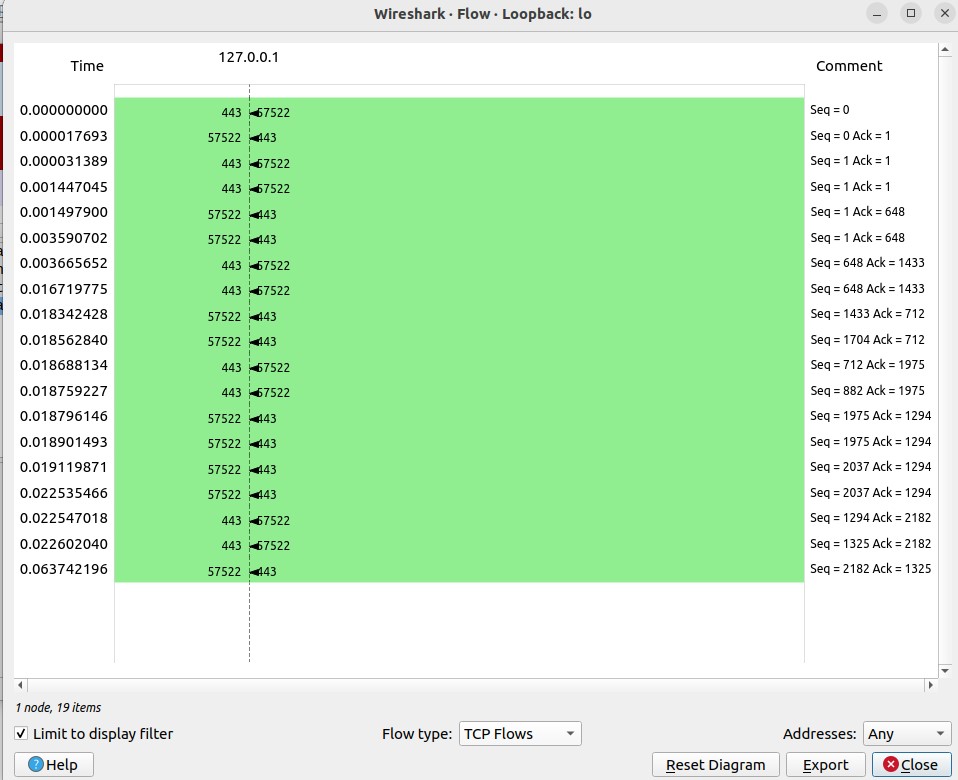 Wireshark · Flow · Loopback: lo
Time 127.0.0.1 Comment
0.000000000 443 57522 Seq = 0
0.000017693 57522 443 Seq = 0 Ack = 1
0.000031389 443 57522 Seq = 1 Ack = 1
0.001447045 443 57522 Seq = 1 Ack = 1
0.001497900 57522 443 Seq = 1 Ack = 648
0.003590702 57522 443 Seq = 1 Ack = 648
0.003665652 443 57522 Seq = 648 Ack = 1433
0.016719775 443 57522 Seq = 648 Ack = 1433
0.018342428 57522 443 Seq = 1433 Ack = 712
0.018562840 57522 443 Seq = 1704 Ack = 712
0.018688134 443 57522 Seq = 712 Ack = 1975
0.018759227 443 57522 Seq = 882 Ack = 1975
0.018796146 57522 443 Seq = 1975 Ack = 1294
0.018901493 57522 443 Seq = 1975 Ack = 1294
0.019119871 57522 443 Seq = 2037 Ack = 1294
0.022535466 57522 443 Seq = 2037 Ack = 1294
0.022547018 443 57522 Seq = 1294 Ack = 2182
0.022602040 443 57522 Seq = 1325 Ack = 2182
0.063742196 57522 443 Seq = 2182 Ack = 1325
1 node, 19 items
Limit to display filter Flow type: TCP Flows Addresses: Any
Help Reset Diagram Export Close